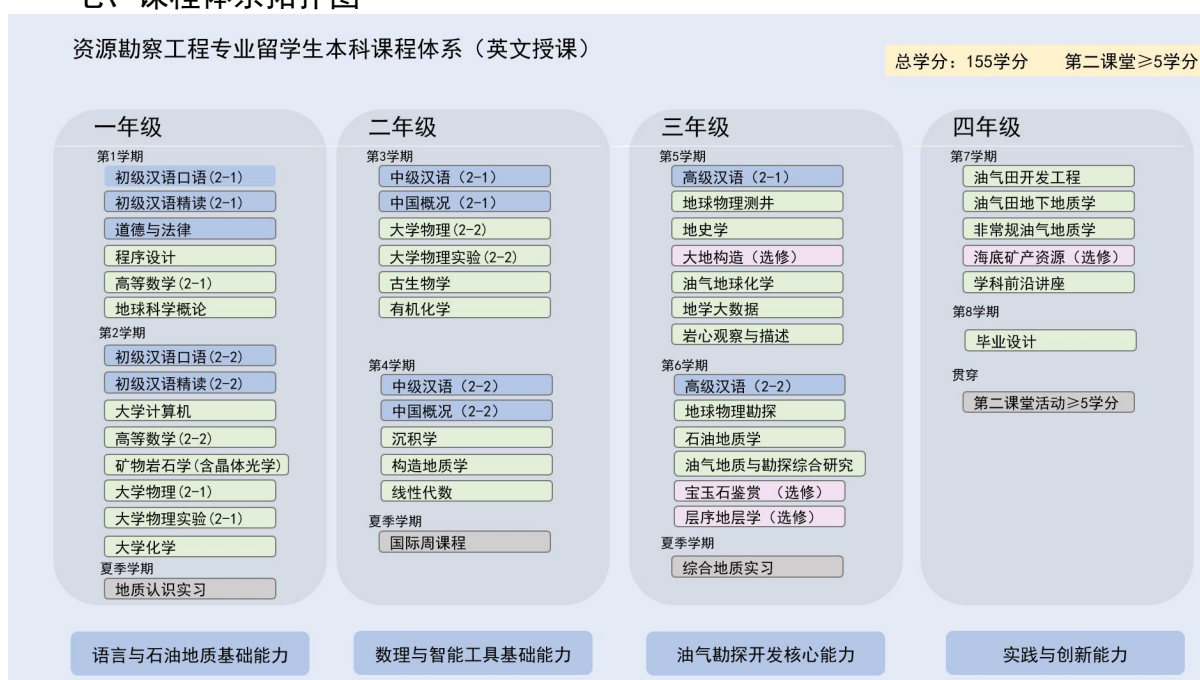 七、课程体系拓扑图
资源勘察工程专业留学生本科课程体系（英文授课）
总学分：155学分 第二课堂≥5学分
一年级
第1学期
初级汉语口语(2-1)
初级汉语精读(2-1)
道德与法律
程序设计
高等数学(2-1)
地球科学概论
第2学期
初级汉语口语(2-2)
初级汉语精读(2-2)
大学计算机
高等数学(2-2)
矿物岩石学(含晶体光学)
大学物理(2-1)
大学物理实验(2-1)
大学化学
夏季学期
地质认识实习
语言与石油地质基础能力
二年级
第3学期
中级汉语（2-1）
中国概况（2-1）
大学物理(2-2)
大学物理实验(2-2)
古生物学
有机化学
第4学期
中级汉语（2-2）
中国概况（2-2）
沉积学
构造地质学
线性代数
夏季学期
国际周课程
数理与智能工具基础能力
三年级
第5学期
高级汉语（2-1）
地球物理测井
地史学
大地构造（选修）
油气地球化学
地学大数据
岩心观察与描述
第6学期
高级汉语（2-2）
地球物理勘探
石油地质学
油气地质与勘探综合研究
宝玉石鉴赏 （选修）
层序地层学（选修）
夏季学期
综合地质实习
油气勘探开发核心能力
四年级
第7学期
油气田开发工程
油气田地下地质学
非常规油气地质学
海底矿产资源（选修）
学科前沿讲座
第8学期
毕业设计
贯穿
第二课堂活动≥5学分
实践与创新能力